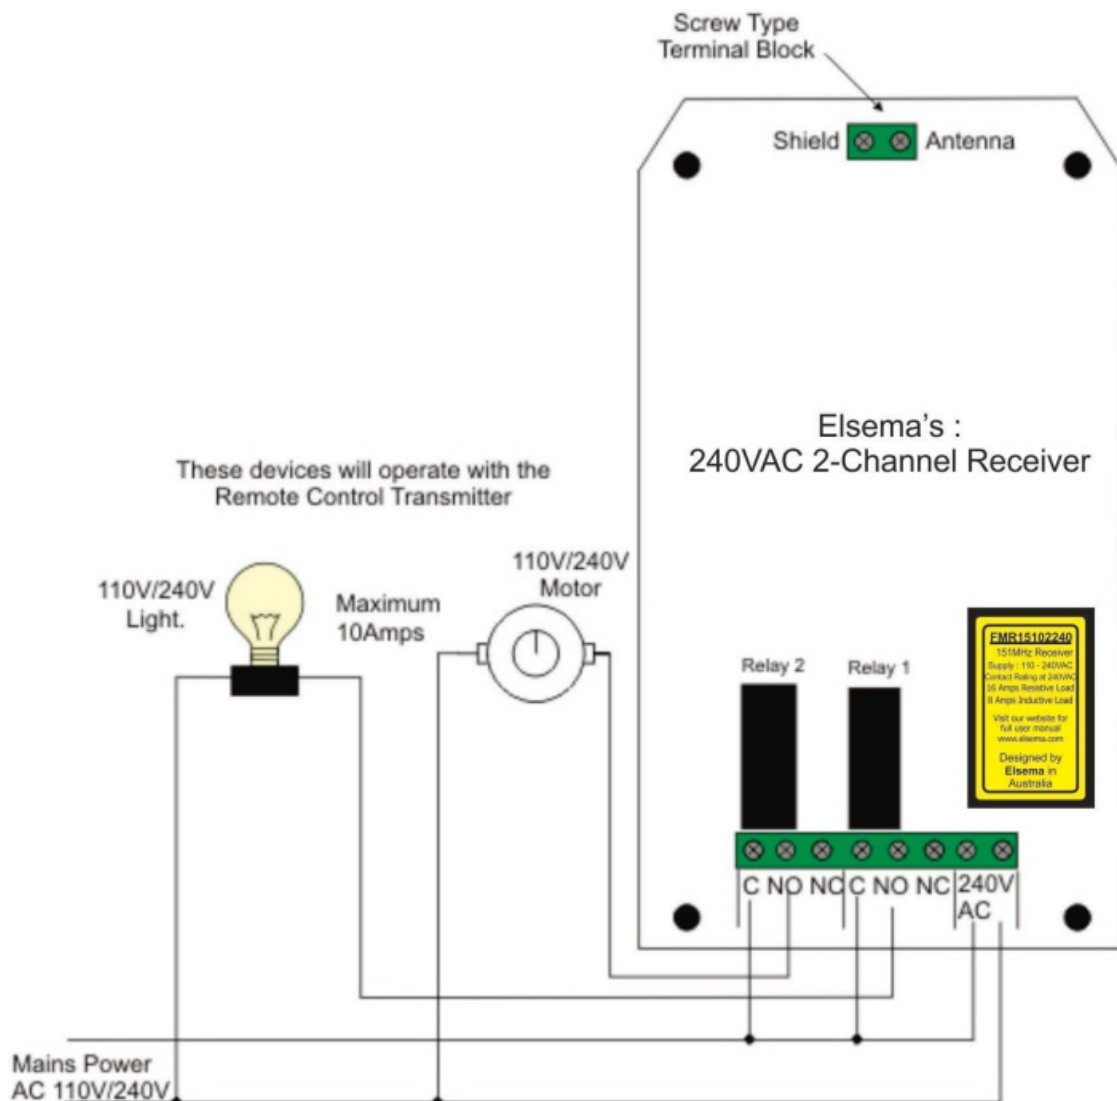 Screw Type
Terminal Block
Shield
Antenna
Elsema's :
240VAC 2-Channel Receiver
These devices will operate with the
Remote Control Transmitter
110V/240V
Light.
Maximum
10Amps
110V/240V
Motor
Relay 2
Relay 1
FMR15102240
151MHz Receiver
Supply : 110 - 240VAC
Contact Rating at 240VAC
16 Amps Resistive Load
8 Amps Inductive Load
Visit our website for
full user manual
www.elsema.com
Designed by
Elsema in
Australia
C NO NC C NO NC 240V
AC
Mains Power
AC 110V/240V